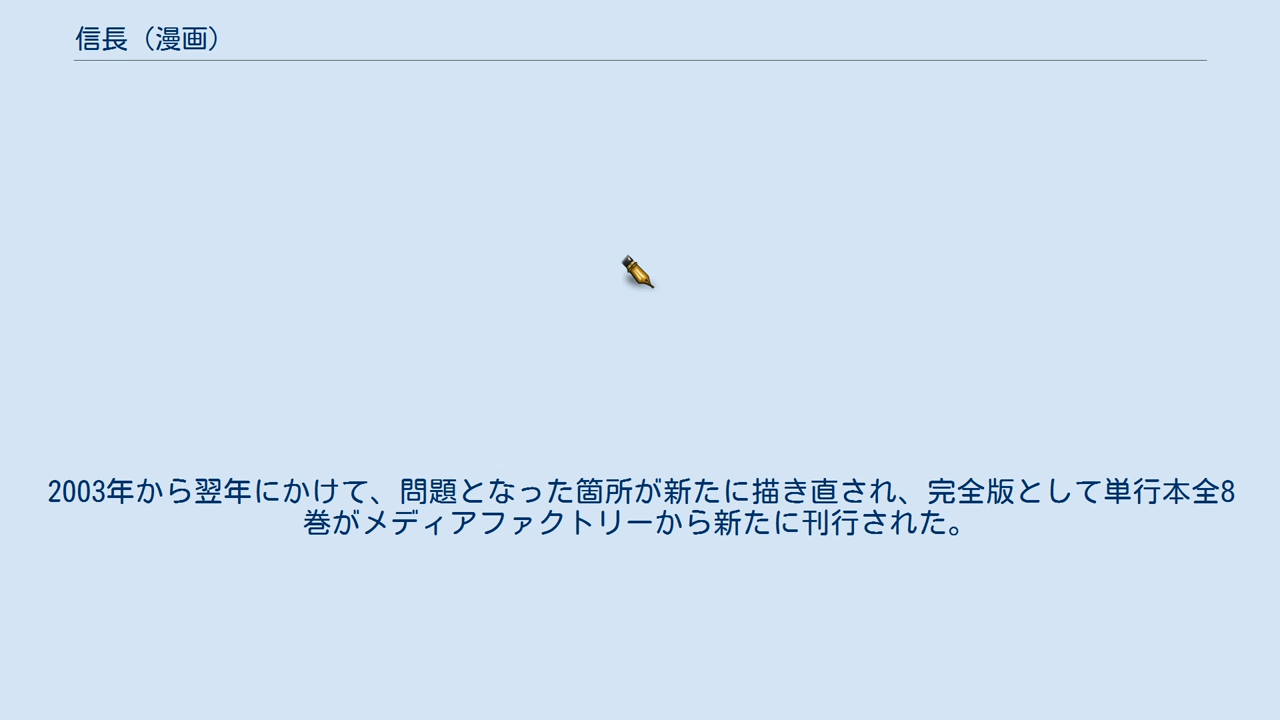 信長（漫画）
2003年から翌年にかけて、問題となった箇所が新たに描き直され、完全版として単行本全8
巻がメディアファクトリーから新たに刊行された。